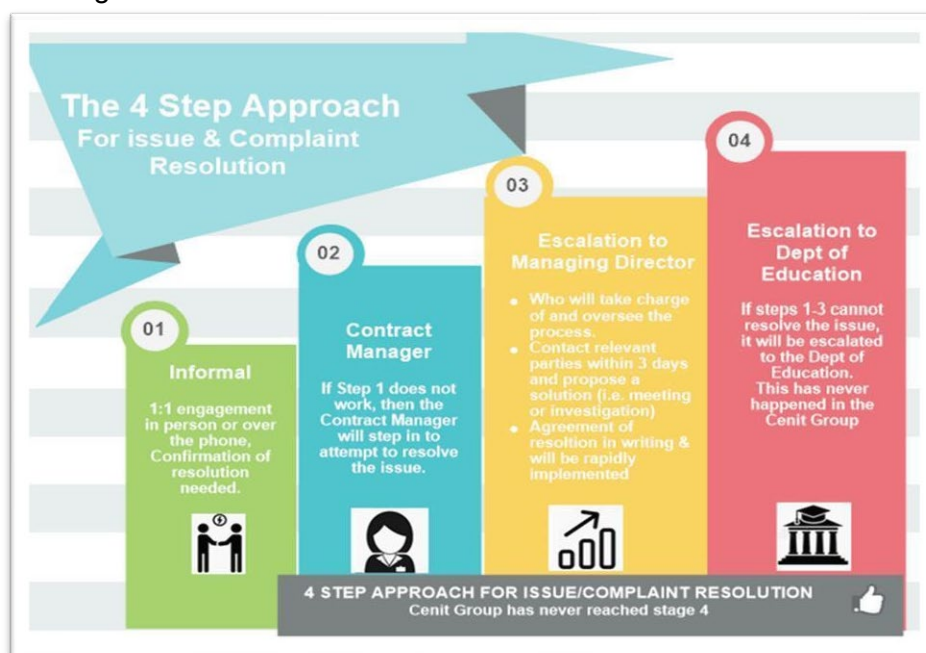 The 4 Step Approach
For issue & Complaint
Resolution
01
Informal
1:1 engagement
in person or over
the phone,
Confirmation of
resolution
needed.
02
Contract
Manager
If Step 1 does not
work, then the
Contract Manager
will step in to
attempt to resolve
the issue.
03
Escalation to
Managing Director
• Who will take charge
of and oversee the
process.
• Contact relevant
parties within 3 days
and propose a
solution (i.e. meeting
or investigation)
• Agreement of
resoltion in writing &
will be rapidly
implemented
04
Escalation to
Dept of
Education
If steps 1-3 cannot
resolve the issue,
it will be escalated
to the Dept of
Education.
This has never
happened in the
Cenit Group
4 STEP APPROACH FOR ISSUE/COMPLAINT RESOLUTION
Cenit Group has never reached stage 4